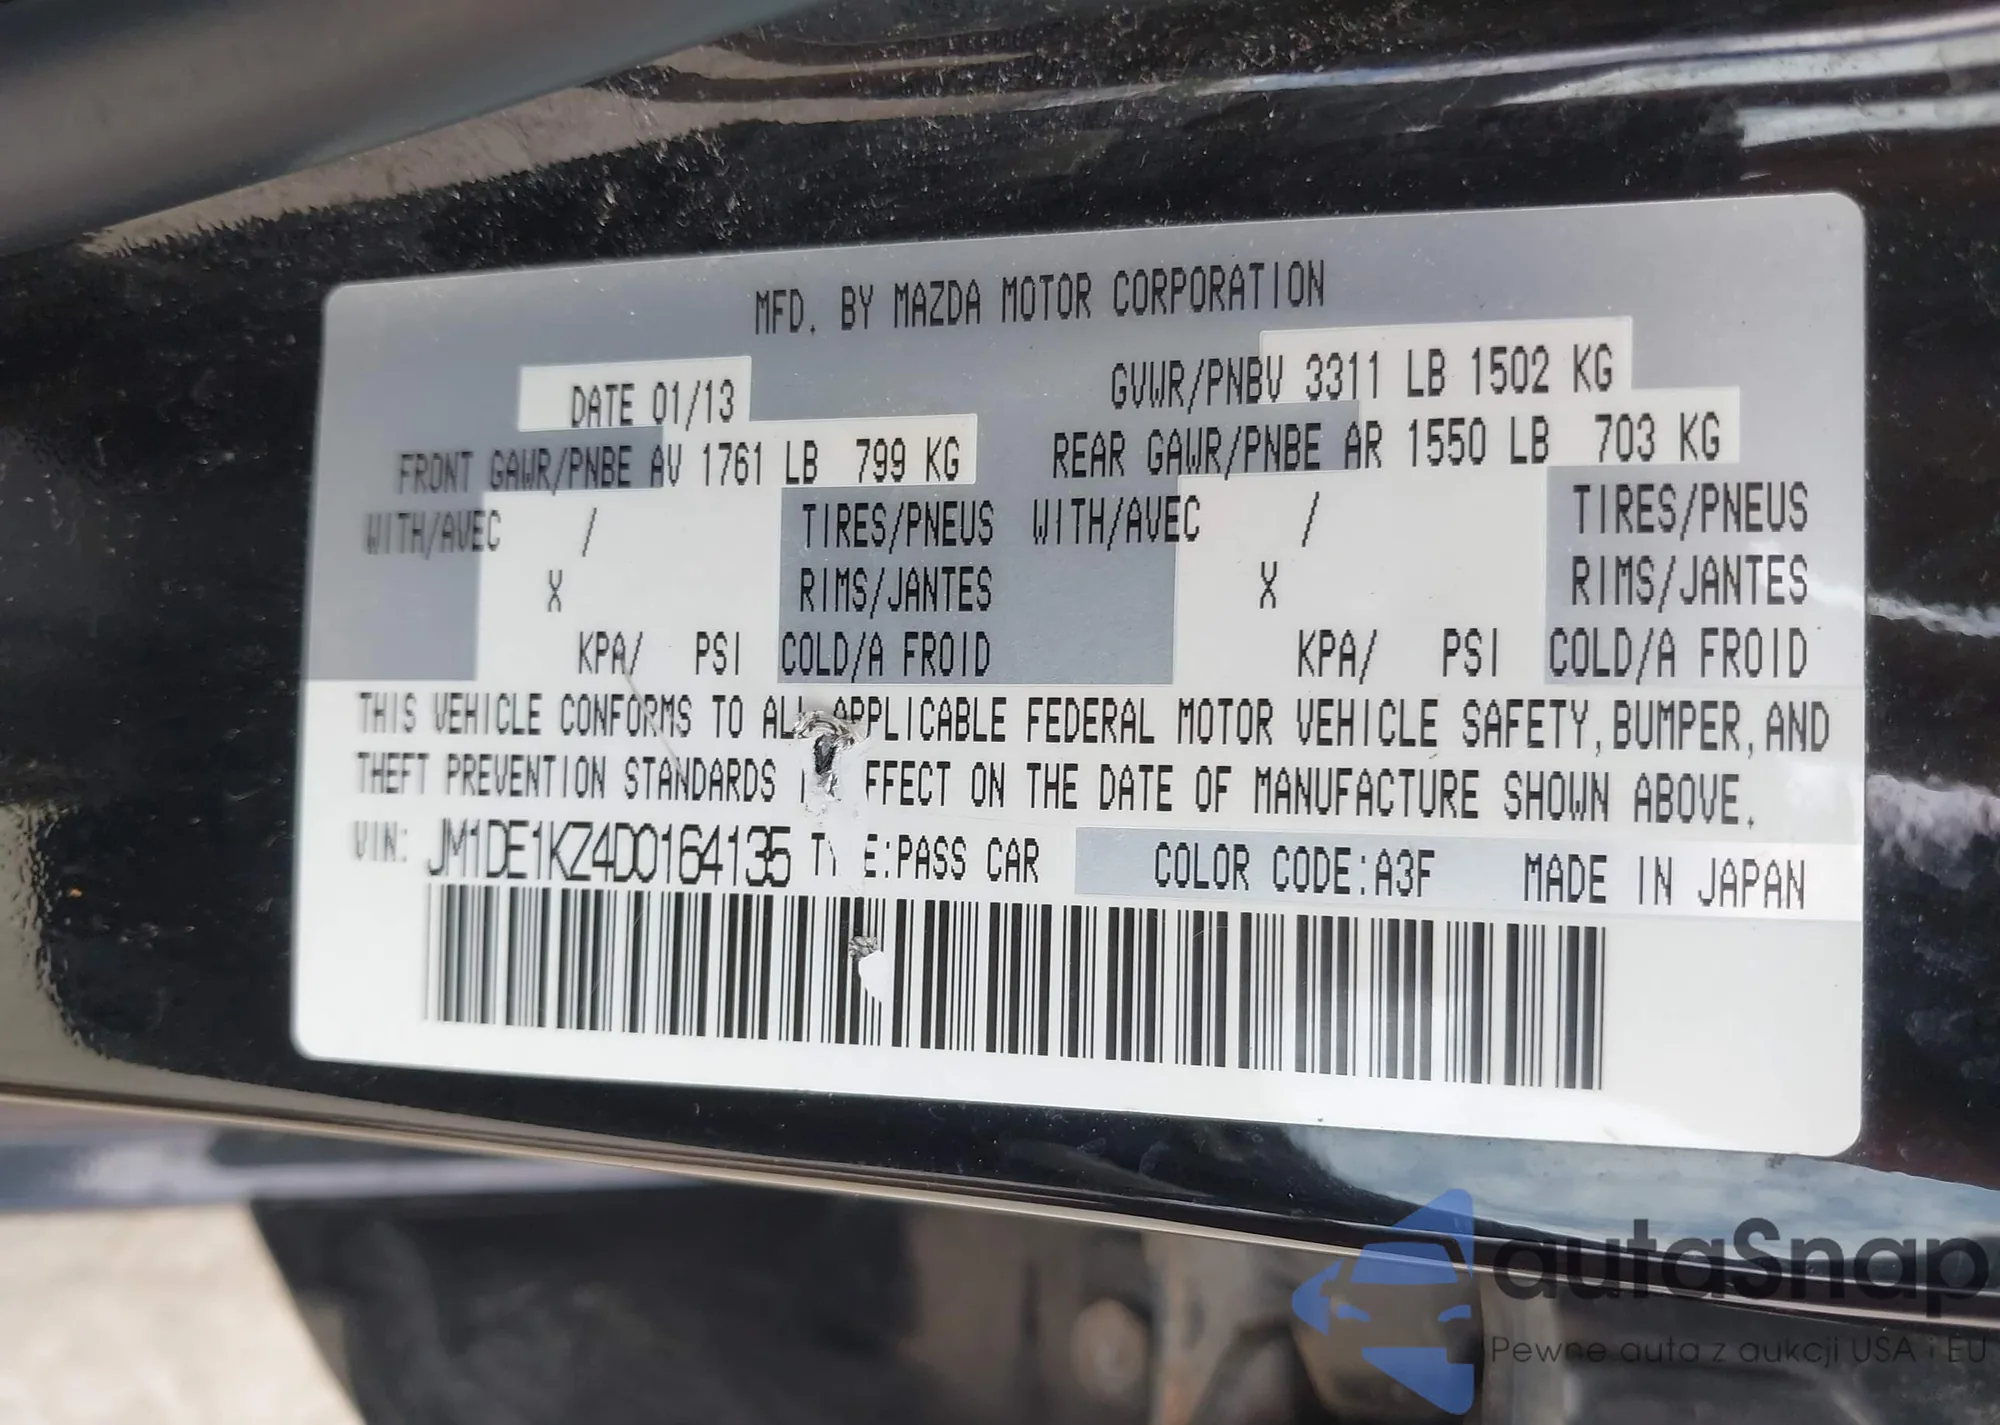 MFD. BY MAZDA MOTOR CORPORATION
DATE 01/13 GVWR/PNBV 3311 LB 1502 KG
FRONT GAWR/PNBE AV 1761 LB 799 KG REAR GAWR/PNBE AR 1550 LB 703 KG
WITH/AVEC / TIRES/PNEUS WITH/AVEC / TIRES/PNEUS
X RIMS/JANTES X RIMS/JANTES
KPA/ PSI COLD/A FROID KPA/ PSI COLD/A FROID
THIS VEHICLE CONFORMS TO ALL APPLICABLE FEDERAL MOTOR VEHICLE SAFETY, BUMPER, AND
THEFT PREVENTION STANDARDS EFFECT ON THE DATE OF MANUFACTURE SHOWN ABOVE.
VIN: JM1DE1KZ4D0164135 TYPE:PASS CAR COLOR CODE:A3F MADE IN JAPAN
autaSnap
Pewne auta z aukcji USA i EU